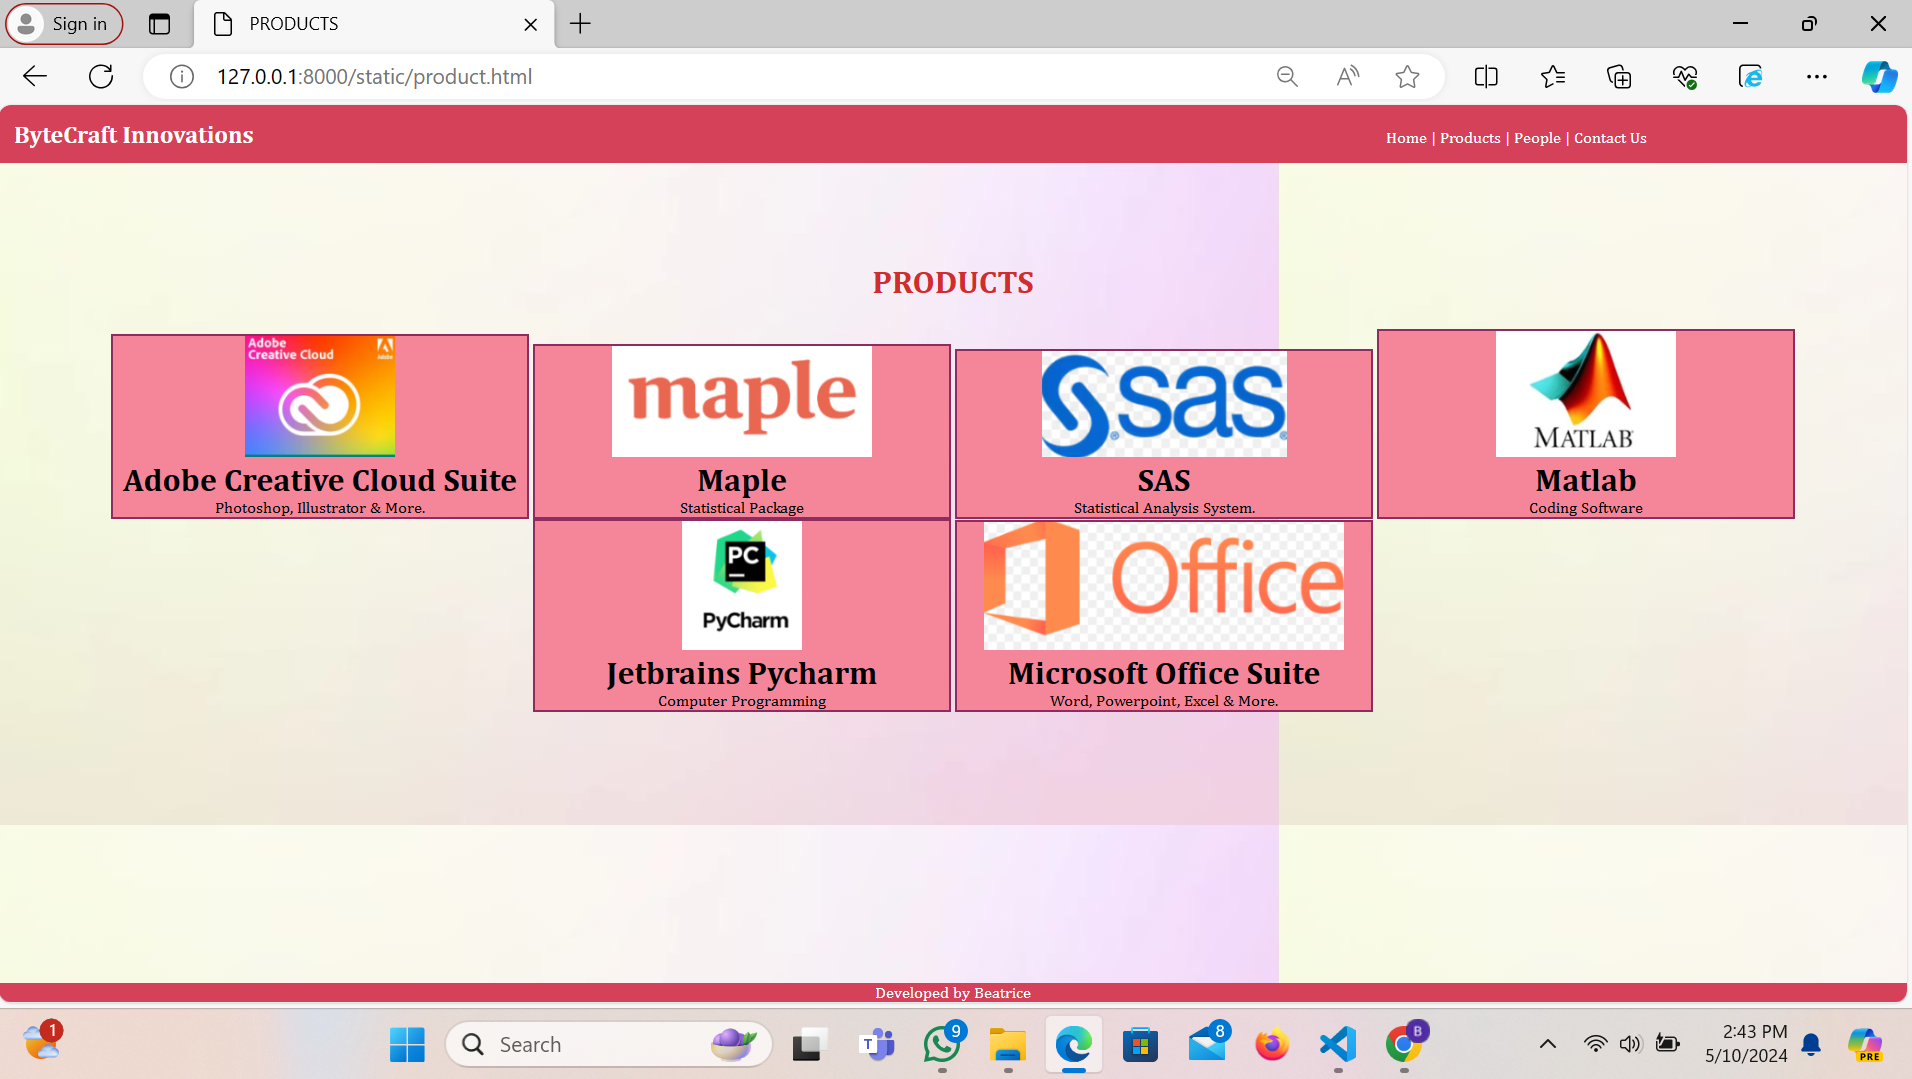 Sign in
PRODUCTS
127.0.0.1:8000/static/product.html
ByteCraft Innovations
Home | Products | People | Contact Us
PRODUCTS
Adobe
Creative Cloud
Adobe
Adobe Creative Cloud Suite
Photoshop, Illustrator & More.
maple
Maple
Statistical Package
sas
SAS
Statistical Analysis System.
MATLAB
Matlab
Coding Software
PC
PyCharm
Jetbrains Pycharm
Computer Programming
Office
Microsoft Office Suite
Word, Powerpoint, Excel & More.
Developed by Beatrice
1
Search
T
9
8
B
2:43 PM
5/10/2024
PRE